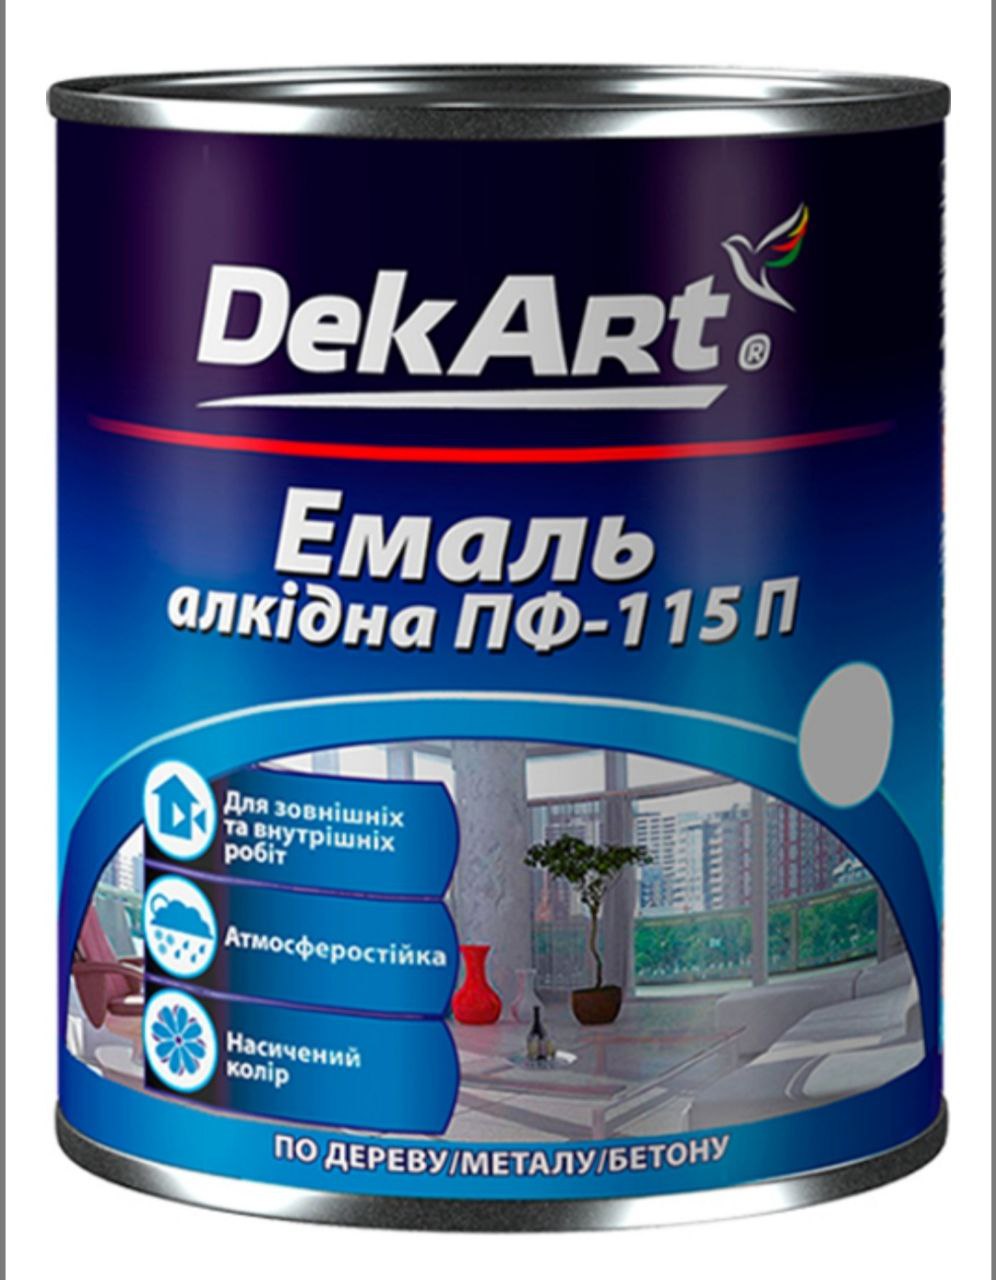 DekArt®
Емаль
алкідна ПФ-115 П
Для зовнішніх
та внутрішніх
робіт
Атмосферостійка
Насичений
колір
ПО ДЕРЕВУ/МЕТАЛУ/БЕТОНУ